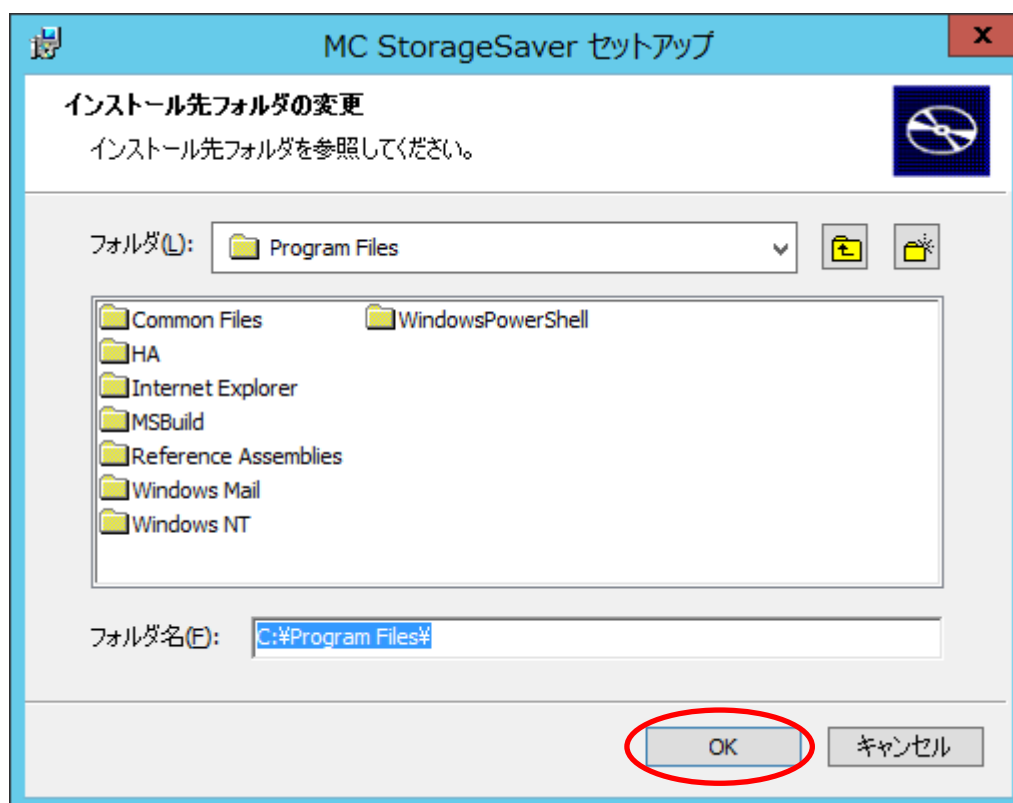 MC StorageSaver セットアップ
x
インストール先フォルダの変更
インストール先フォルダを参照してください。
フォルダ(L): Program Files
Common Files WindowsPowerShell
HA
Internet Explorer
MSBuild
Reference Assemblies
Windows Mail
Windows NT
フォルダ名(F): C:¥Program Files¥
OK キャンセル